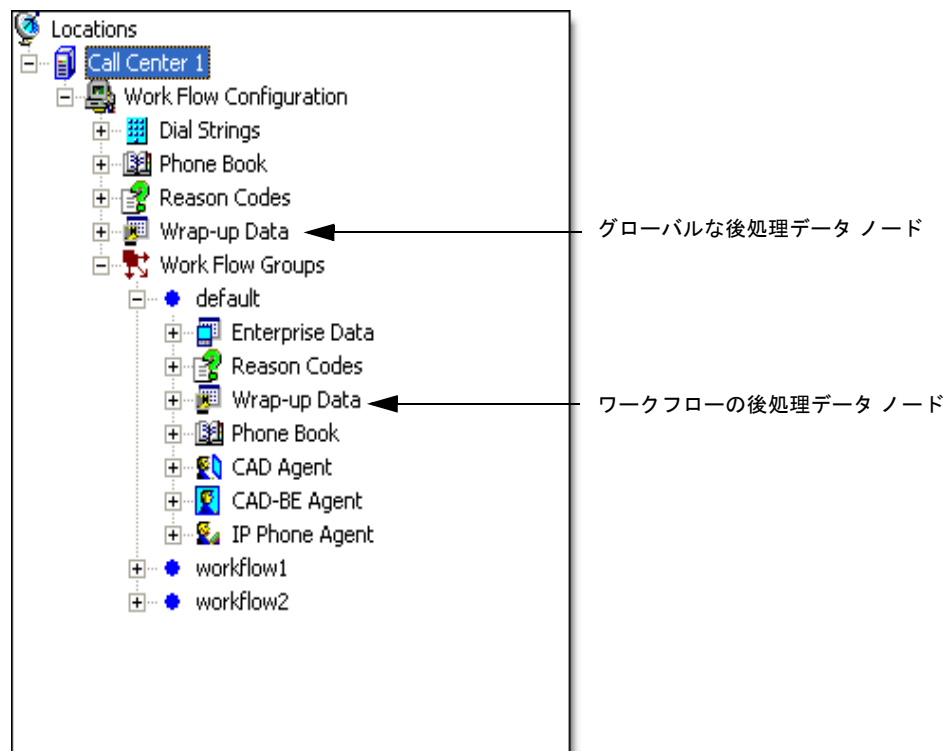 Locations
Call Center 1
Work Flow Configuration
Dial Strings
Phone Book
Reason Codes
Wrap-up Data
グローバルな後処理データ ノード
Work Flow Groups
default
Enterprise Data
Reason Codes
Wrap-up Data
ワークフローの後処理データ ノード
Phone Book
CAD Agent
CAD-BE Agent
IP Phone Agent
workflow1
workflow2